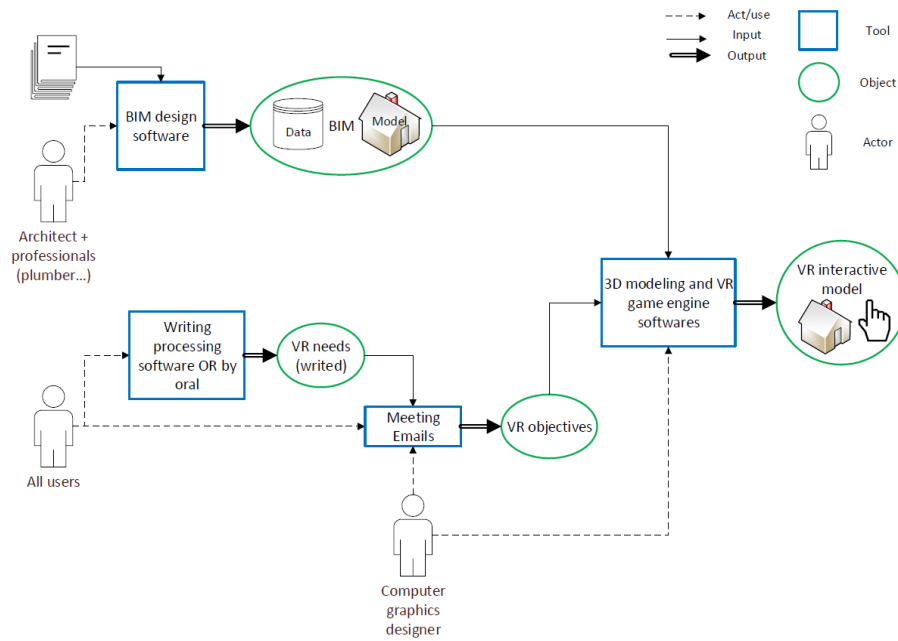 Act/use
Input
Output
Tool
Object
Actor
BIM design
software
Data
BIM
Model
Architect +
professionals
(plumber...)
3D modeling and VR
game engine
softwares
VR interactive
model
Writing
processing
software OR by
oral
VR needs
(writed)
Meeting
Emails
VR objectives
All users
Computer
graphics
designer